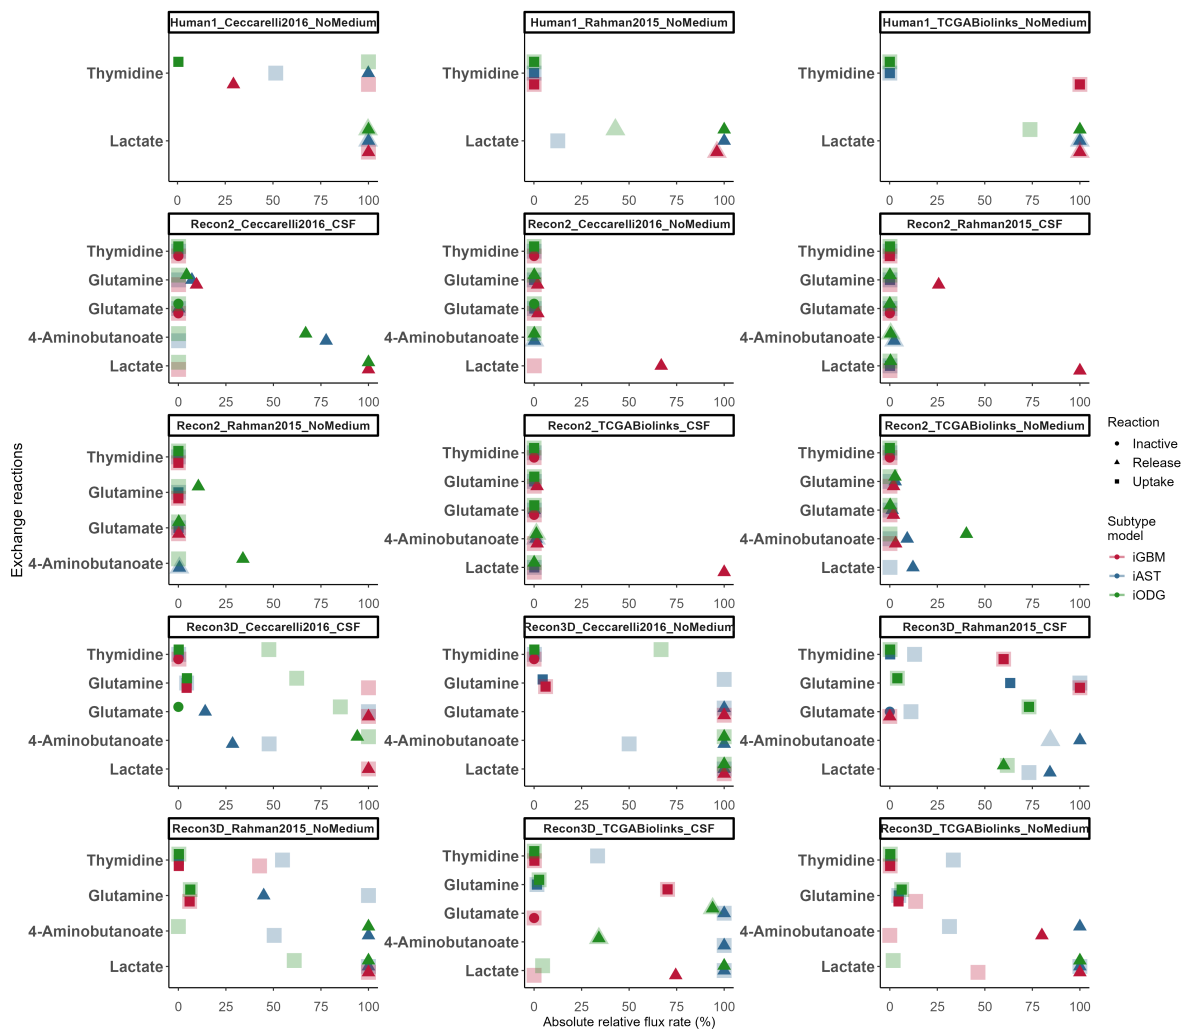 Human1_Ceccarelli2016_NoMedium
Human1_Rahman2015_NoMedium
Human1_TCGABiolinks_NoMedium
Thymidine
Lactate
0 25 50 75 100
Thymidine
Lactate
0 25 50 75 100
Thymidine
Lactate
0 25 50 75 100
Recon2_Ceccarelli2016_CSF
Recon2_Ceccarelli2016_NoMedium
Recon2_Rahman2015_CSF
Thymidine
Glutamine
Glutamate
4-Aminobutanoate
Lactate
0 25 50 75 100
Thymidine
Glutamine
Glutamate
4-Aminobutanoate
Lactate
0 25 50 75 100
Thymidine
Glutamine
Glutamate
4-Aminobutanoate
Lactate
0 25 50 75 100
Recon2_Rahman2015_NoMedium
Recon2_TCGABiolinks_CSF
Recon2_TCGABiolinks_NoMedium
Thymidine
Glutamine
Glutamate
4-Aminobutanoate
0 25 50 75 100
Thymidine
Glutamine
Glutamate
4-Aminobutanoate
Lactate
0 25 50 75 100
Thymidine
Glutamine
Glutamate
4-Aminobutanoate
Lactate
0 25 50 75 100
Recon3D_Ceccarelli2016_CSF
Recon3D_Ceccarelli2016_NoMedium
Recon3D_Rahman2015_CSF
Thymidine
Glutamine
Glutamate
4-Aminobutanoate
Lactate
0 25 50 75 100
Thymidine
Glutamine
Glutamate
4-Aminobutanoate
Lactate
0 25 50 75 100
Thymidine
Glutamine
Glutamate
4-Aminobutanoate
Lactate
0 25 50 75 100
Recon3D_Rahman2015_NoMedium
Recon3D_TCGABiolinks_CSF
Recon3D_TCGABiolinks_NoMedium
Thymidine
Glutamine
4-Aminobutanoate
Lactate
0 25 50 75 100
Thymidine
Glutamine
Glutamate
4-Aminobutanoate
Lactate
0 25 50 75 100
Thymidine
Glutamine
4-Aminobutanoate
Lactate
0 25 50 75 100
Exchange reactions
Absolute relative flux rate (%)
Reaction
Inactive
Release
Uptake
Subtype
model
iGBM
iAST
iODG